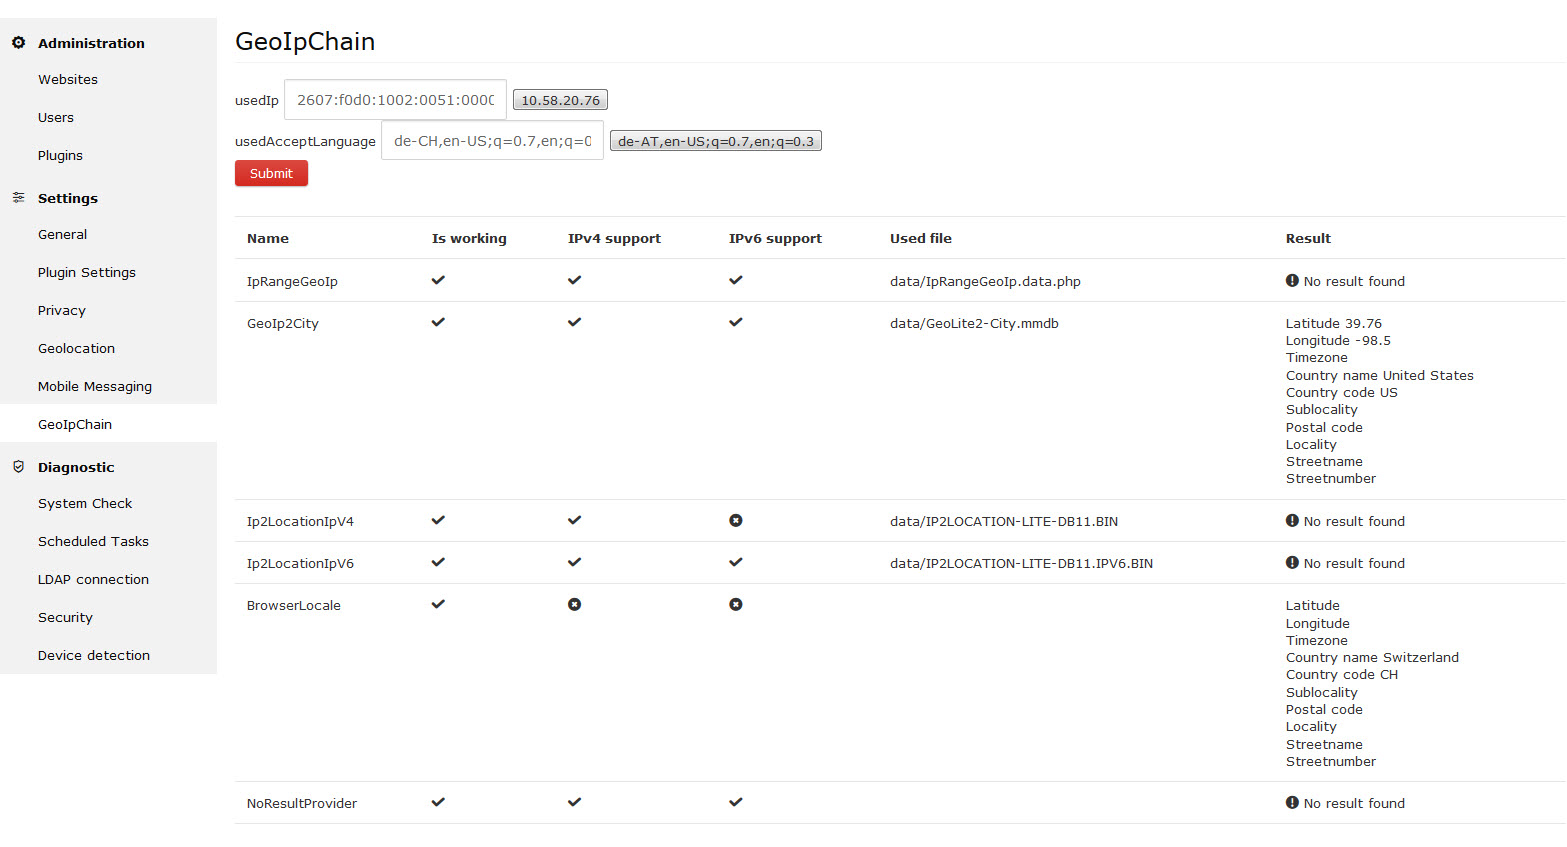 Administration
Websites
Users
Plugins
Settings
General
Plugin Settings
Privacy
Geolocation
Mobile Messaging
GeoIpChain
Diagnostic
System Check
Scheduled Tasks
LDAP connection
Security
Device detection
GeoIpChain
usedIp 2607:f0d0:1002:0051:0000 10.58.20.76
usedAcceptLanguage de-CH,en-US;q=0.7,en;q=0 de-AT,en-US;q=0.7,en;q=0.3
Submit
Name Is working IPv4 support IPv6 support Used file Result
IpRangeGeoIp data/IpRangeGeoIp.data.php No result found
GeoIp2City data/GeoLite2-City.mmdb Latitude 39.76
Longitude -98.5
Timezone
Country name United States
Country code US
Sublocality
Postal code
Locality
Streetname
Streetnumber
Ip2LocationIpV4 data/IP2LOCATION-LITE-DB11.BIN No result found
Ip2LocationIpV6 data/IP2LOCATION-LITE-DB11.IPV6.BIN No result found
BrowserLocale Latitude
Longitude
Timezone
Country name Switzerland
Country code CH
Sublocality
Postal code
Locality
Streetname
Streetnumber
NoResultProvider No result found